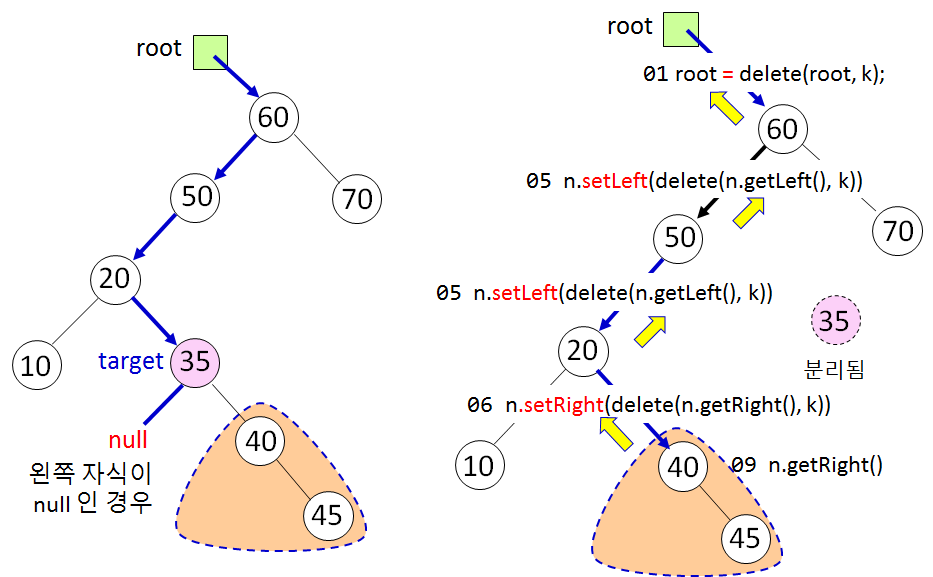 root
60
50
70
20
10
target
35
null
왼쪽 자식이
null 인 경우
40
45
root
01 root = delete(root, k);
60
05 n.setLeft(delete(n.getLeft(), k))
50
70
05 n.setLeft(delete(n.getLeft(), k))
35
분리됨
20
06 n.setRight(delete(n.getRight(), k))
10
40
09 n.getRight()
45